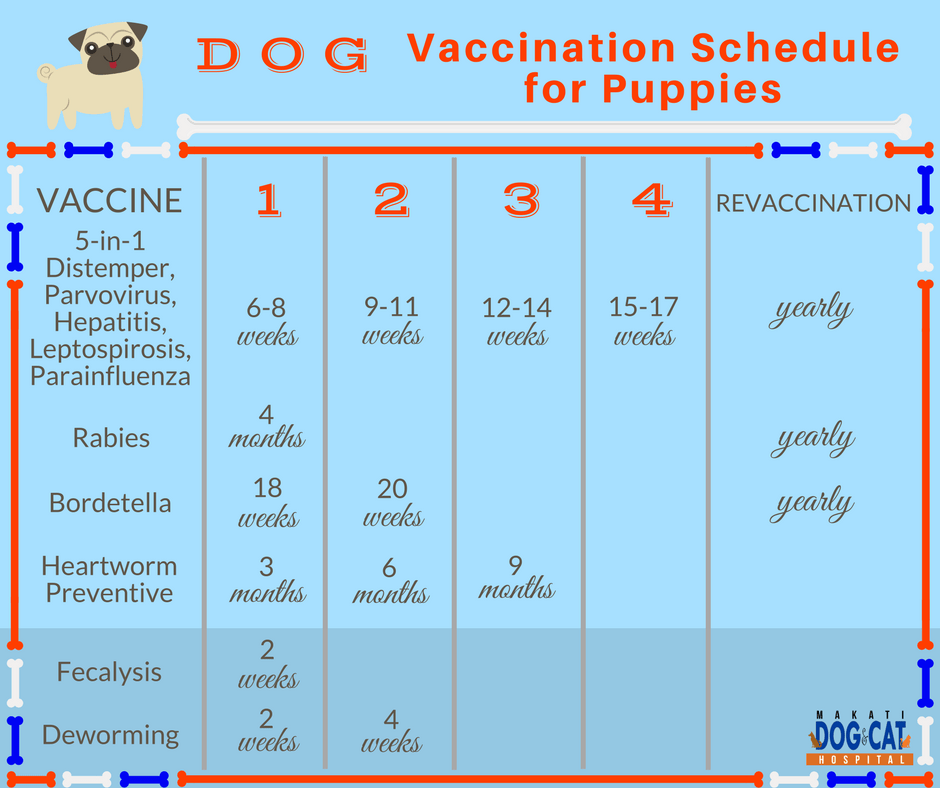 DOG Vaccination Schedule
for Puppies
VACCINE 1 2 3 4 REVACCINATION
5-in-1
Distemper,
Parvovirus,
Hepatitis,
Leptospirosis,
Parainfluenza
6-8
weeks
9-11
weeks
12-14
weeks
15-17
weeks
yearly
Rabies
4
months
yearly
Bordetella
18
weeks
20
weeks
yearly
Heartworm
Preventive
3
months
6
months
9
months
Fecalysis
2
weeks
Deworming
2
weeks
4
weeks
MAKATI
DOG & CAT
HOSPITAL